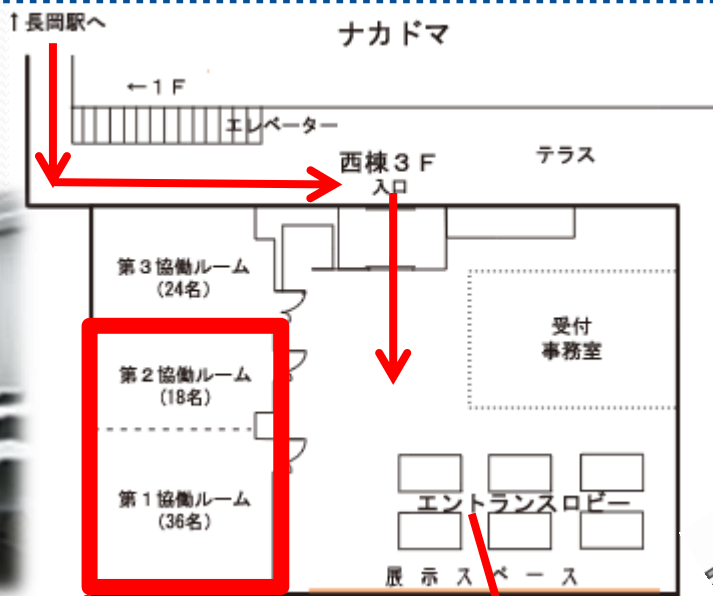 ↑長岡駅へ
ナカドマ
←1F
エレベーター
西棟3F
入口
テラス
第3協働ルーム
(24名)
受付
事務室
第2協働ルーム
(18名)
第1協働ルーム
(36名)
エントランスロビー
展示スペース